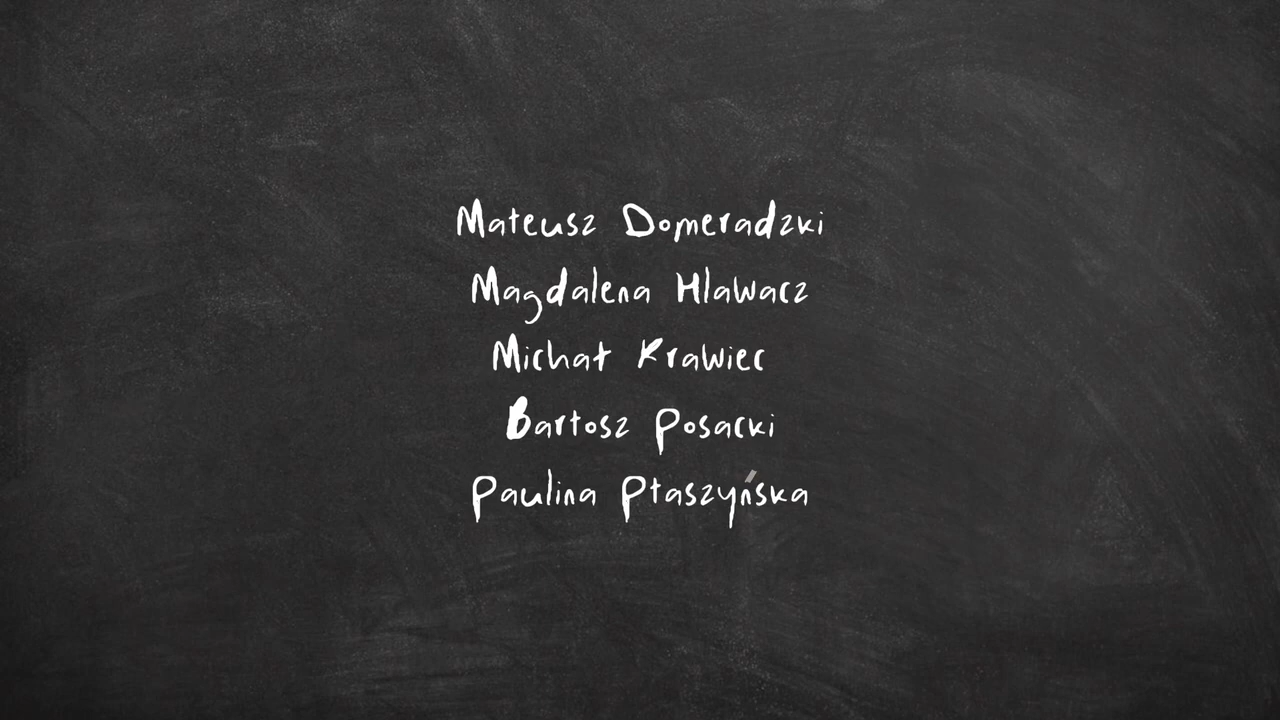 Mateusz Domeradzki
Magdalena Hlawacz
Michał Krawiec
Bartosz Posacki
Paulina Ptaszyńska